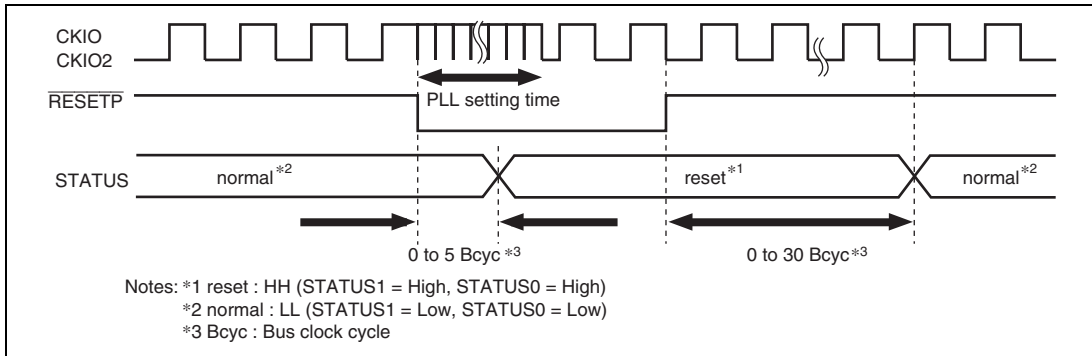 CKIO
CKIO2
RESETP
PLL setting time
STATUS
normal*2
reset*1
normal*2
0 to 5 Bcyc*3
0 to 30 Bcyc*3
Notes: *1 reset : HH (STATUS1 = High, STATUS0 = High)
*2 normal : LL (STATUS1 = Low, STATUS0 = Low)
*3 Bcyc : Bus clock cycle